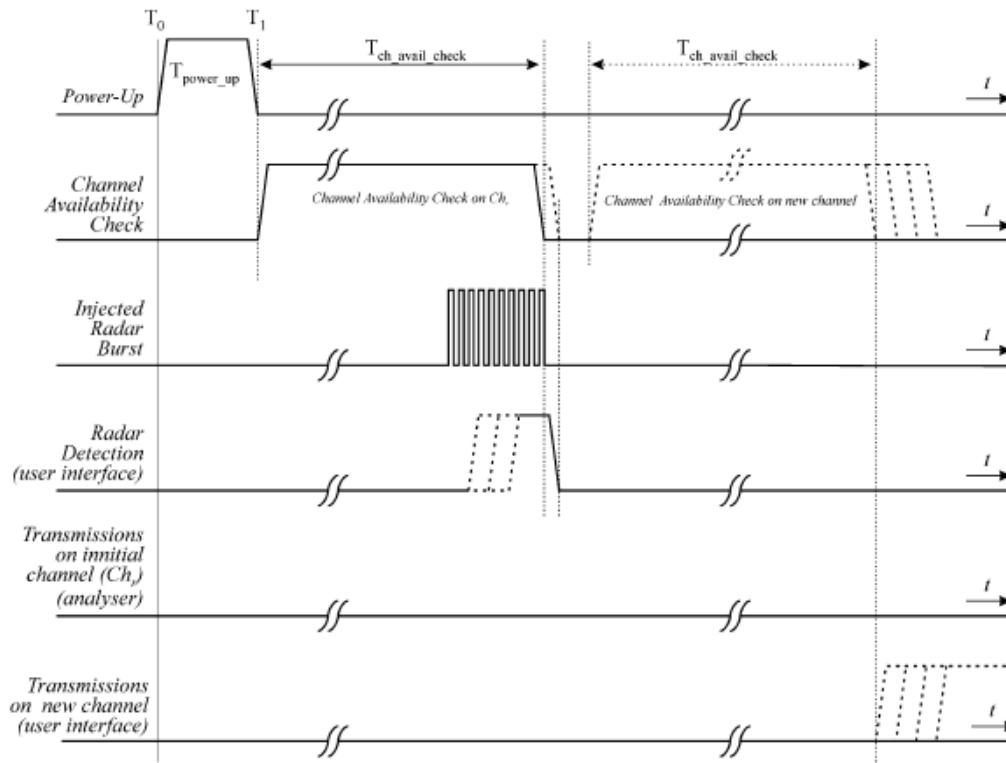 T0 T1
Tch_avail_check Tch_avail_check
Tpower_up
Power-Up t
Channel
Availability
Check
Channel Availability Check on Chr
Channel Availability Check on new channel
t
Injected
Radar
Burst
t
Radar
Detection
(user interface)
t
Transmissions
on innitial
channel (Chr)
(analyser)
t
Transmissions
on new channel
(user interface)
t